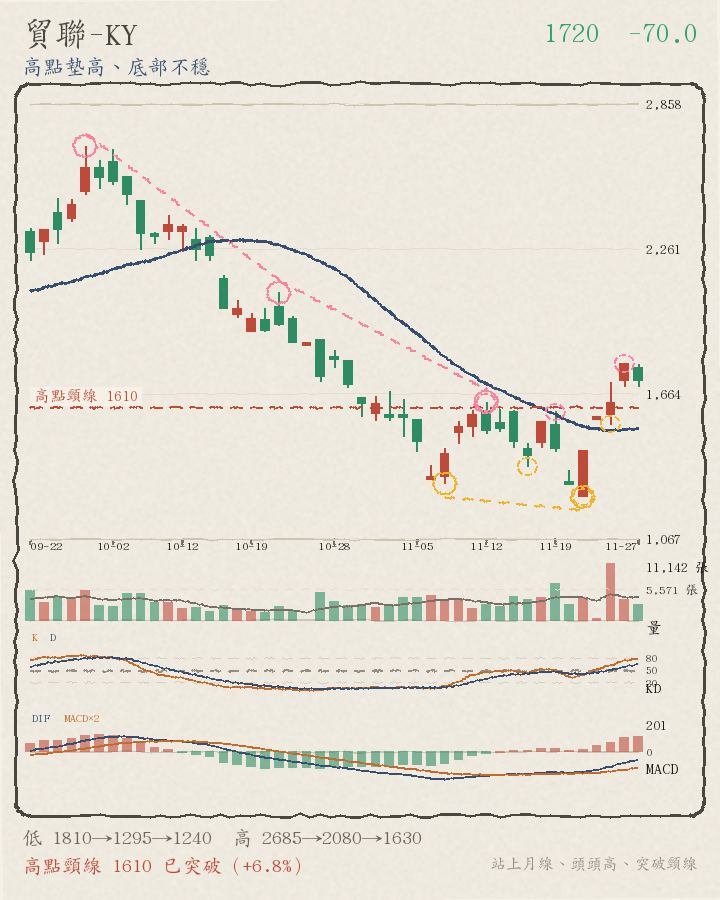 貿聯-KY
1720 -70.0
高點墊高、底部不穩
2,858
2,261
高點頸線 1610
1,664
09-22 10-02 10-12 10-19 10-28 11-05 11-12 11-19 11-27
1,067
11,142 張
5,571 張
量
K D
80
50
20
KD
DIF MACD×2
201
0
MACD
低 1810→1295→1240 高 2685→2080→1630
高點頸線 1610 已突破 (+6.8%)
站上月線、頭頭高、突破頸線